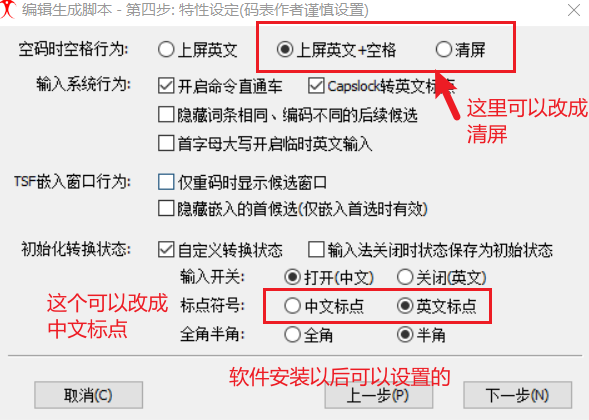 编辑生成脚本 - 第四步: 特性设定(码表作者谨慎设置)
空码时空格行为: 上屏英文 上屏英文+空格 清屏
输入系统行为: 开启命令直通车 Capslock转英文标点
这里可以改成
清屏
隐藏词条相同、编码不同的后续候选
首字母大写开启临时英文输入
TSF嵌入窗口行为: 仅重码时显示候选窗口
隐藏嵌入的首候选(仅嵌入首选时有效)
初始化转换状态: 自定义转换状态 输入法关闭时状态保存为初始状态
输入开关: 打开(中文) 关闭(英文)
这个可以改成
中文标点
标点符号: 中文标点 英文标点
全角半角: 全角 半角
软件安装以后可以设置的
取消(C) 上一步(P) 下一步(N)